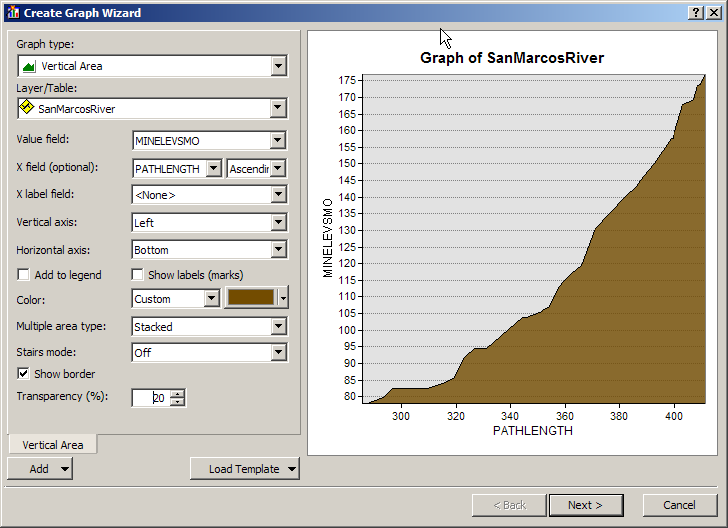 Create Graph Wizard
Graph type:
Vertical Area
Layer/Table:
SanMarcosRiver
Value field:
MINELEVSMO
X field (optional):
PATHLENGTH
Ascendin
X label field:
<None>
Vertical axis:
Left
Horizontal axis:
Bottom
Add to legend
Show labels (marks)
Color:
Custom
Multiple area type:
Stacked
Stairs mode:
Off
Show border
Transparency (%):
20
Vertical Area
Add
Load Template
Graph of SanMarcosRiver
175
170
165
160
155
150
145
140
135
130
125
120
115
110
105
100
95
90
85
80
MINELEVSMO
300 320 340 360 380 400
PATHLENGTH
< Back
Next >
Cancel